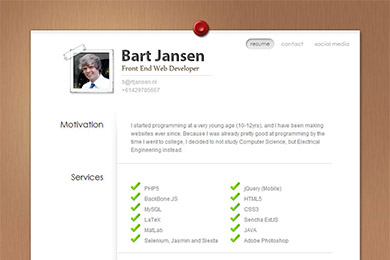 Bart Jansen
resume contact social media
Front End Web Developer
b@rtjansen.nl
+61429785667
Motivation
I started programming at a very young age (10-12yrs), and I have been making
websites ever since. Because I was already pretty good at programming by the
time I went to college, I decided to not study Computer Science, but Electrical
Engineering instead.
Services
PHP5
jQuery (Mobile)
BackBoneJS
HTML5
MySQL
CSS3
LaTeX
Sencha ExtJS
MatLab
JAVA
Selenium, Jasmin and Siesta
Adobe Photoshop